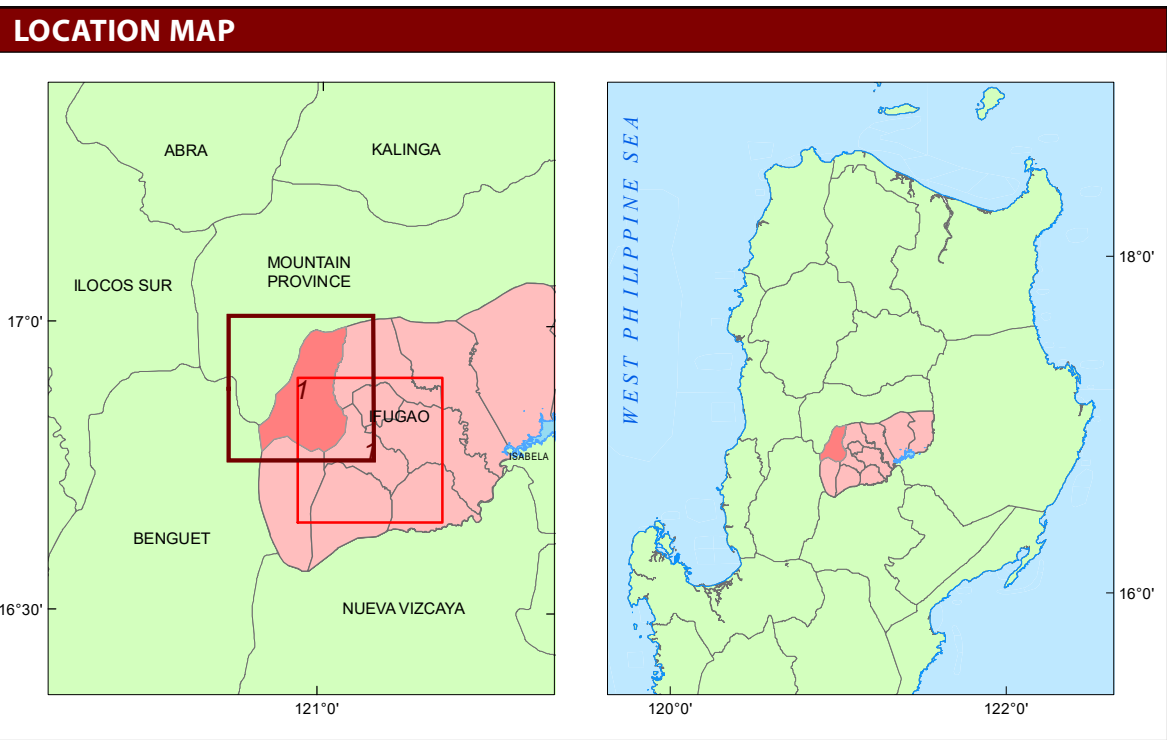 LOCATION MAP
ABRA
KALINGA
MOUNTAIN
PROVINCE
ILOCOS SUR
17°0'
1
IFUGAO
1
ISABELA
BENGUET
NUEVA VIZCAYA
16°30'
121°0'
WEST PHILIPPINE SEA
18°0'
16°0'
120°0'
122°0'